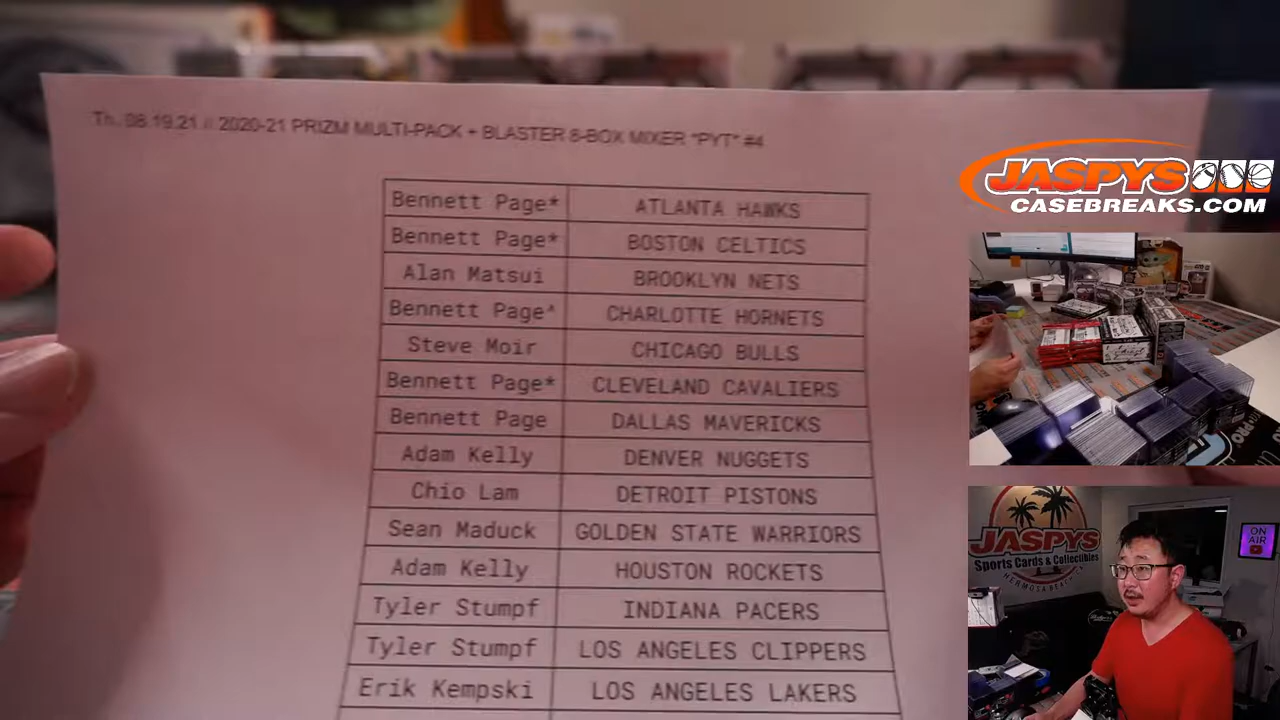 Th. 08.19.21 // 2020-21 PRIZM MULTI-PACK + BLASTER 8-BOX MIXER *PYT* #4
Bennett Page* ATLANTA HAWKS
Bennett Page* BOSTON CELTICS
Alan Matsui BROOKLYN NETS
Bennett Page* CHARLOTTE HORNETS
Steve Moir CHICAGO BULLS
Bennett Page* CLEVELAND CAVALIERS
Bennett Page DALLAS MAVERICKS
Adam Kelly DENVER NUGGETS
Chio Lam DETROIT PISTONS
Sean Maduck GOLDEN STATE WARRIORS
Adam Kelly HOUSTON ROCKETS
Tyler Stumpf INDIANA PACERS
Tyler Stumpf LOS ANGELES CLIPPERS
Erik Kempski LOS ANGELES LAKERS
JASPYS
CASEBREAKS.COM
JASPYS
Sports Cards & Collectibles
HERMOSA BEACH
ON
AIR